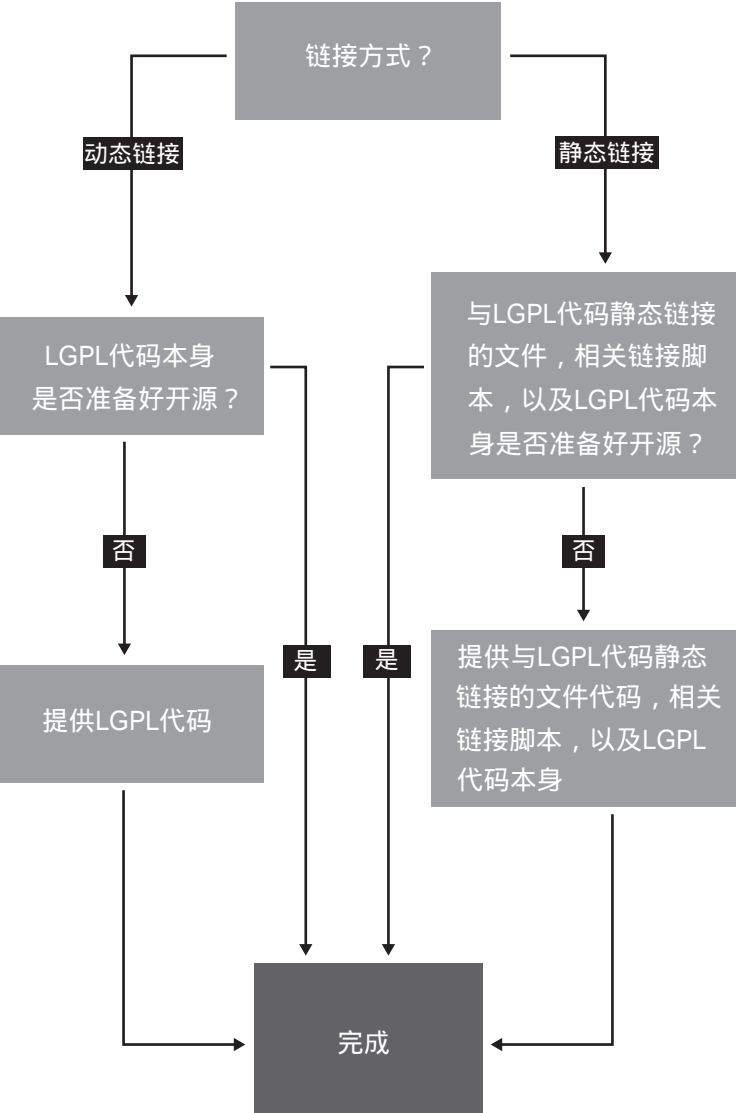 链接方式？
动态链接
静态链接
LGPL代码本身
是否准备好开源？
与LGPL代码静态链接
的文件，相关链接脚
本，以及LGPL代码本
身是否准备好开源？
否
否
是
是
提供LGPL代码
提供与LGPL代码静态
链接的文件代码，相关
链接脚本，以及LGPL
代码本身
完成